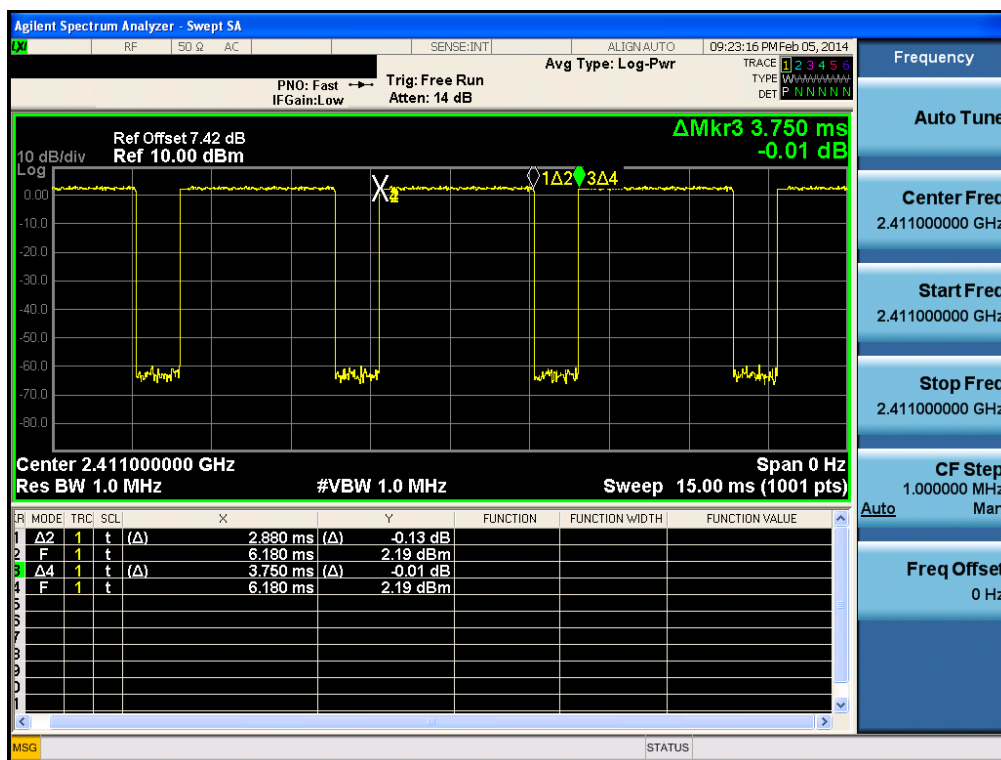 Agilent Spectrum Analyzer - Swept SA
LXI RF 50 Ω AC SENSE:INT ALIGN AUTO 09:23:16 PM Feb 05, 2014
PNO: Fast Trig: Free Run Avg Type: Log-Pwr TRACE 1 2 3 4 5 6
IFGain:Low Atten: 14 dB TYPE WWWWWW
DET P N N N N N
Ref Offset 7.42 dB ΔMkr3 3.750 ms
10 dB/div Ref 10.00 dBm -0.01 dB
Log
1Δ2 3Δ4
0.00
-10.0
-20.0
-30.0
-40.0
-50.0
-60.0
-70.0
-80.0
Center 2.411000000 GHz Span 0 Hz
Res BW 1.0 MHz #VBW 1.0 MHz Sweep 15.00 ms (1001 pts)
MODE TRC SCL X Y FUNCTION FUNCTION WIDTH FUNCTION VALUE
1 Δ2 1 t (Δ) 2.880 ms (Δ) -0.13 dB
2 F 1 t 6.180 ms 2.19 dBm
3 Δ4 1 t (Δ) 3.750 ms (Δ) -0.01 dB
4 F 1 t 6.180 ms 2.19 dBm
5
6
7
8
9
MSG STATUS
Frequency
Auto Tune
Center Freq
2.411000000 GHz
Start Freq
2.411000000 GHz
Stop Freq
2.411000000 GHz
CF Step
1.000000 MHz
Auto Man
Freq Offset
0 Hz